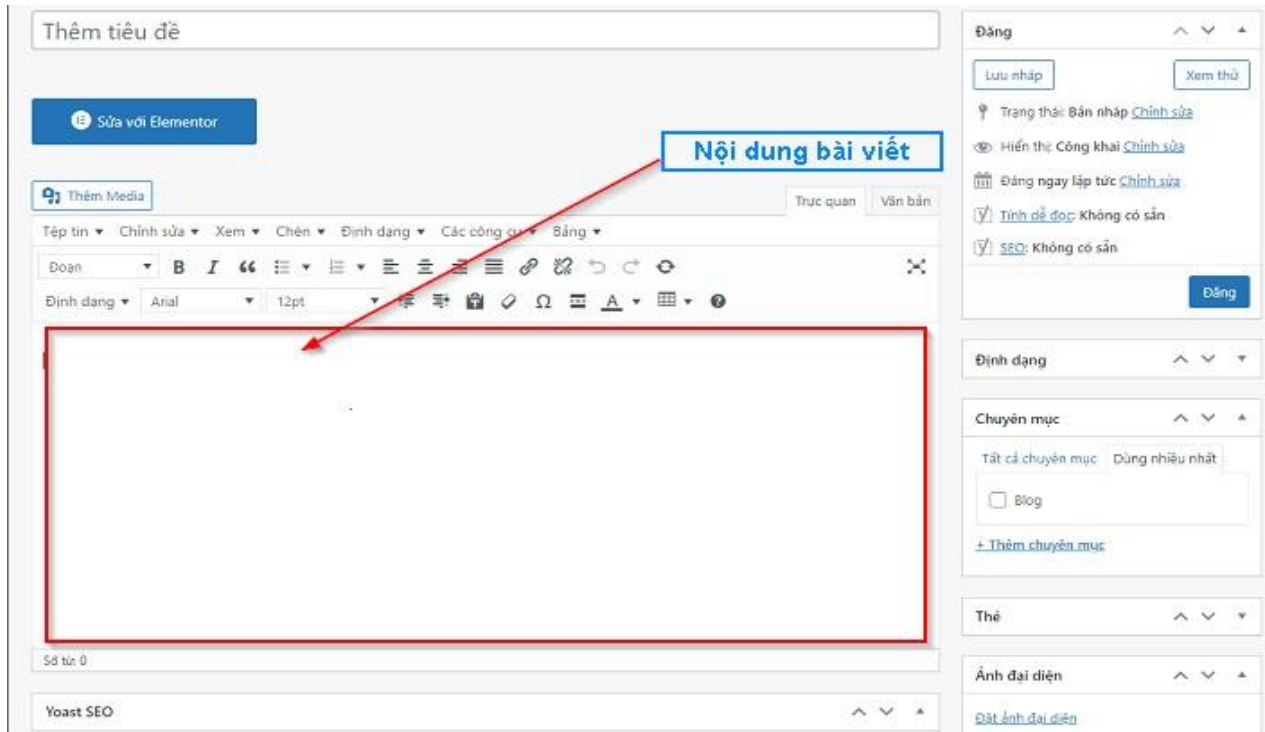 Thêm tiêu đề
Sửa với Elementor
Nội dung bài viết
Thêm Media
Trực quan Văn bản
Tệp tin Chỉnh sửa Xem Chèn Định dạng Các công cụ Bảng
Đoạn B I
Định dạng Arial 12pt Ω A
Số từ: 0
Yoast SEO
Đăng
Lưu nháp Xem thử
Trạng thái: Bản nháp Chỉnh sửa
Hiển thị: Công khai Chỉnh sửa
Đăng ngay lập tức Chỉnh sửa
Tính dễ đọc: Không có sẵn
SEO: Không có sẵn
Đăng
Định dạng
Chuyên mục
Tất cả chuyên mục Dùng nhiều nhất
Blog
+ Thêm chuyên mục
Thẻ
Ảnh đại diện
Đặt ảnh đại diện